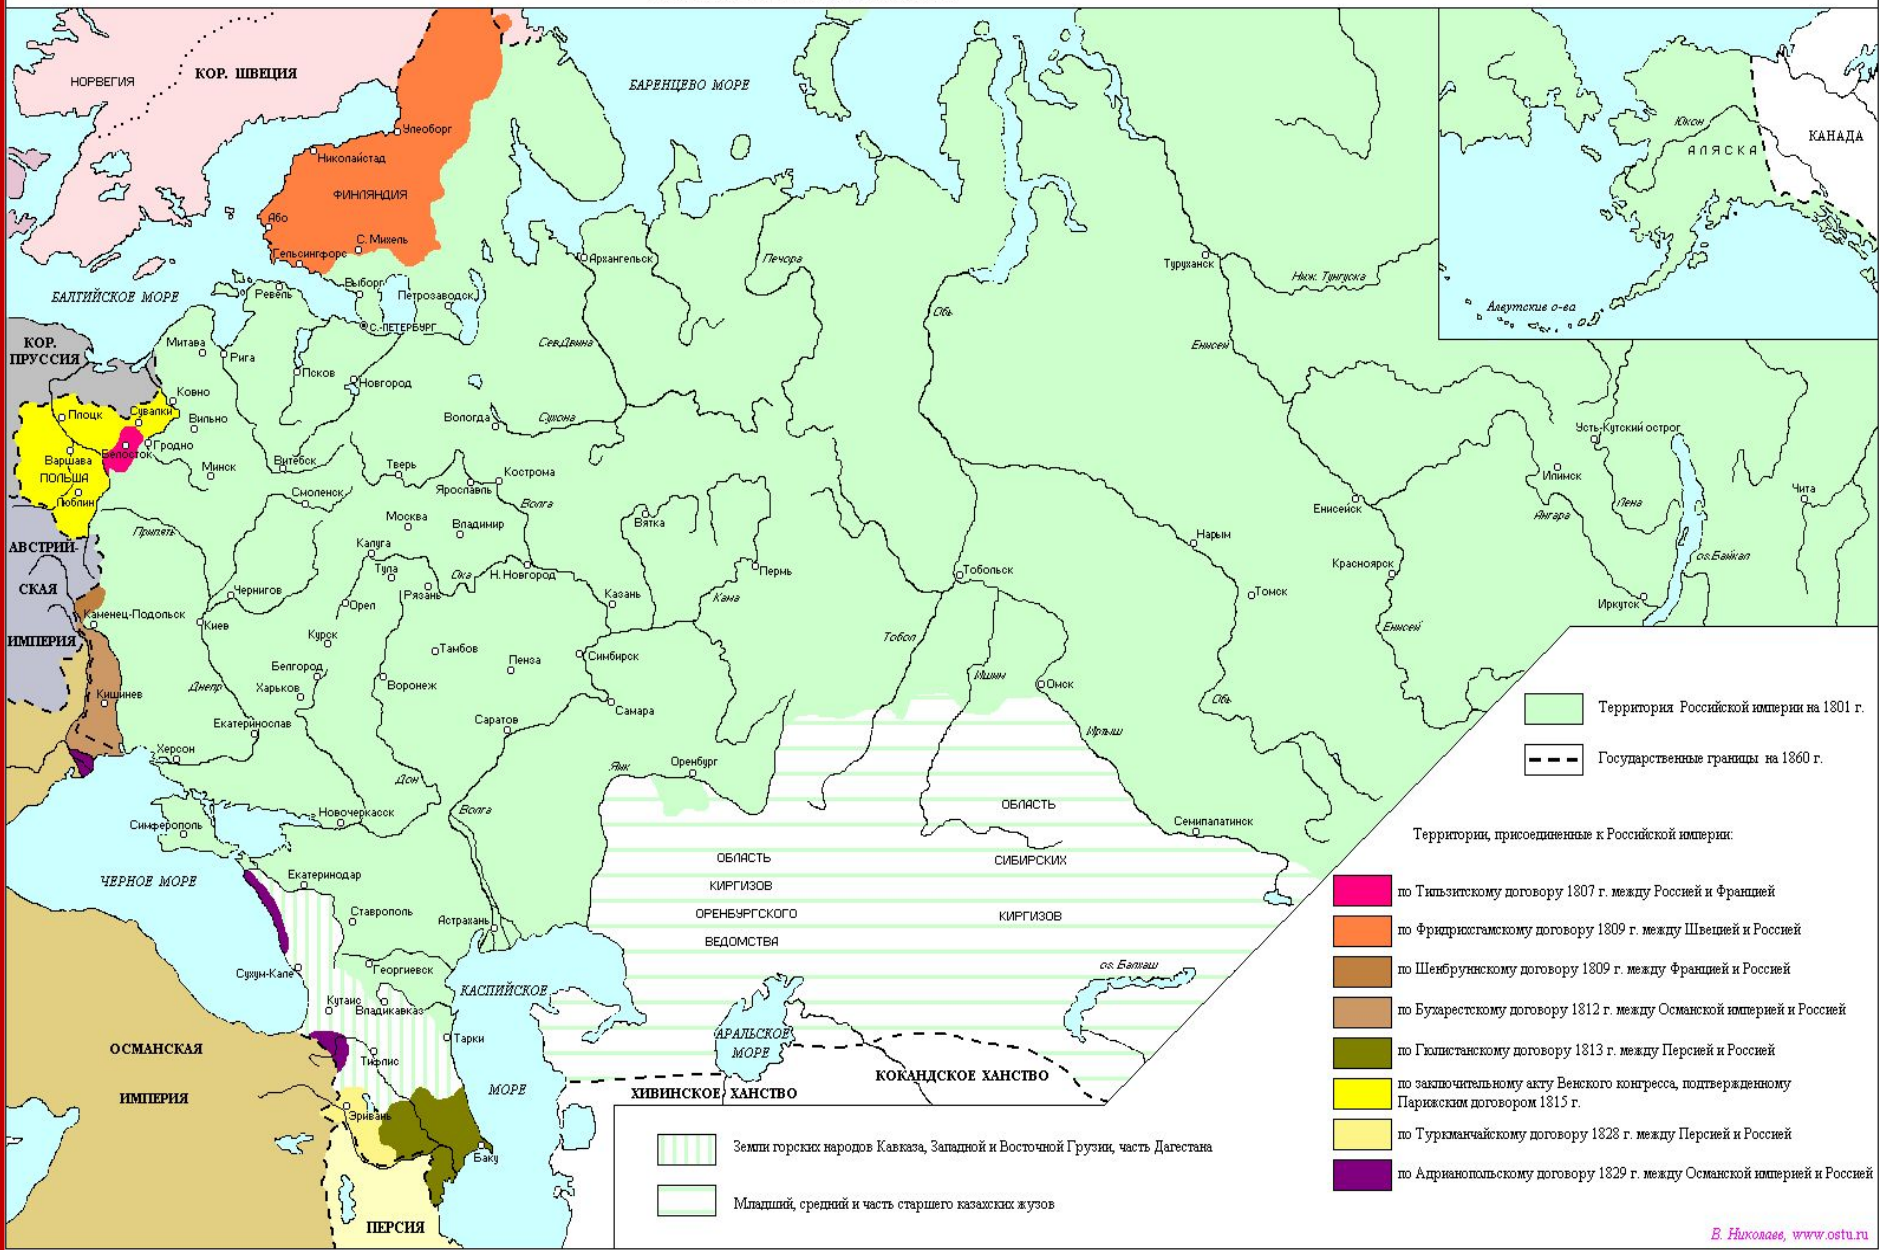 НОРВЕГИЯ
КОР. ШВЕЦИЯ
БАРЕНЦЕВО МОРЕ
Юкон
АЛЯСКА
КАНАДА
Алеутские о-ва
Улеоборг
Николайстад
ФИНЛЯНДИЯ
Або
С. Михель
Гельсингфорс
Архангельск
Печора
Туруханск
Ниж. Тунгуска
БАЛТИЙСКОЕ МОРЕ
Ревель
Выборг
Петрозаводск
С.-ПЕТЕРБУРГ
Обь
Енисей
КОР.
ПРУССИЯ
Митава
Рига
Псков
Новгород
Сев.Двина
Ковно
Вильно
Вологда
Сухона
Плоцк
Сувалки
Гродно
Белосток
Варшава
ПОЛЬША
Люблин
Минск
Витебск
Тверь
Ярославль
Кострома
Смоленск
Волга
Москва
Владимир
Вятка
Припять
Калуга
Тула
Ока
Н. Новгород
Рязань
Пермь
Кама
Казань
Усть-Кутский острог
Илимск
Лена
Ангара
Чита
Енисейск
Нарым
Красноярск
оз.Байкал
Тобольск
Томск
Иркутск
Енисей
АВСТРИЙ-
СКАЯ
ИМПЕРИЯ
Чернигов
Орел
Каменец-Подольск
Киев
Курск
Тамбов
Пенза
Симбирск
Тобол
Ишим
Омск
Обь
Иртыш
Белгород
Харьков
Воронеж
Днепр
Кишинев
Екатеринослав
Саратов
Самара
Херсон
Дон
Яик
Оренбург
Волга
Новочеркасск
Симферополь
Семипалатинск
ОБЛАСТЬ
СИБИРСКИХ
КИРГИЗОВ
ОБЛАСТЬ
КИРГИЗОВ
ОРЕНБУРГСКОГО
ВЕДОМСТВА
ЧЕРНОЕ МОРЕ
Екатеринодар
Ставрополь
Астрахань
Георгиевск
Сухум-Кале
Кутаис
Владикавказ
Тарки
Тифлис
Эривань
Баку
КАСПИЙСКОЕ
МОРЕ
АРАЛЬСКОЕ
МОРЕ
оз. Балхаш
ОСМАНСКАЯ
ИМПЕРИЯ
ПЕРСИЯ
ХИВИНСКОЕ ХАНСТВО
КОКАНДСКОЕ ХАНСТВО
Земли горских народов Кавказа, Западной и Восточной Грузии, часть Дагестана
Младший, средний и часть старшего казахских жузов
Территория Российской империи на 1801 г.
Государственные границы на 1860 г.
Территории, присоединенные к Российской империи:
по Тильзитскому договору 1807 г. между Россией и Францией
по Фридрихсгамскому договору 1809 г. между Швецией и Россией
по Шенбруннскому договору 1809 г. между Францией и Россией
по Бухарестскому договору 1812 г. между Османской империей и Россией
по Гюлистанскому договору 1813 г. между Персией и Россией
по заключительному акту Венского конгресса, подтвержденному
Парижским договором 1815 г.
по Туркманчайскому договору 1828 г. между Персией и Россией
по Адрианопольскому договору 1829 г. между Османской империей и Россией
В. Николаев, www.ostu.ru